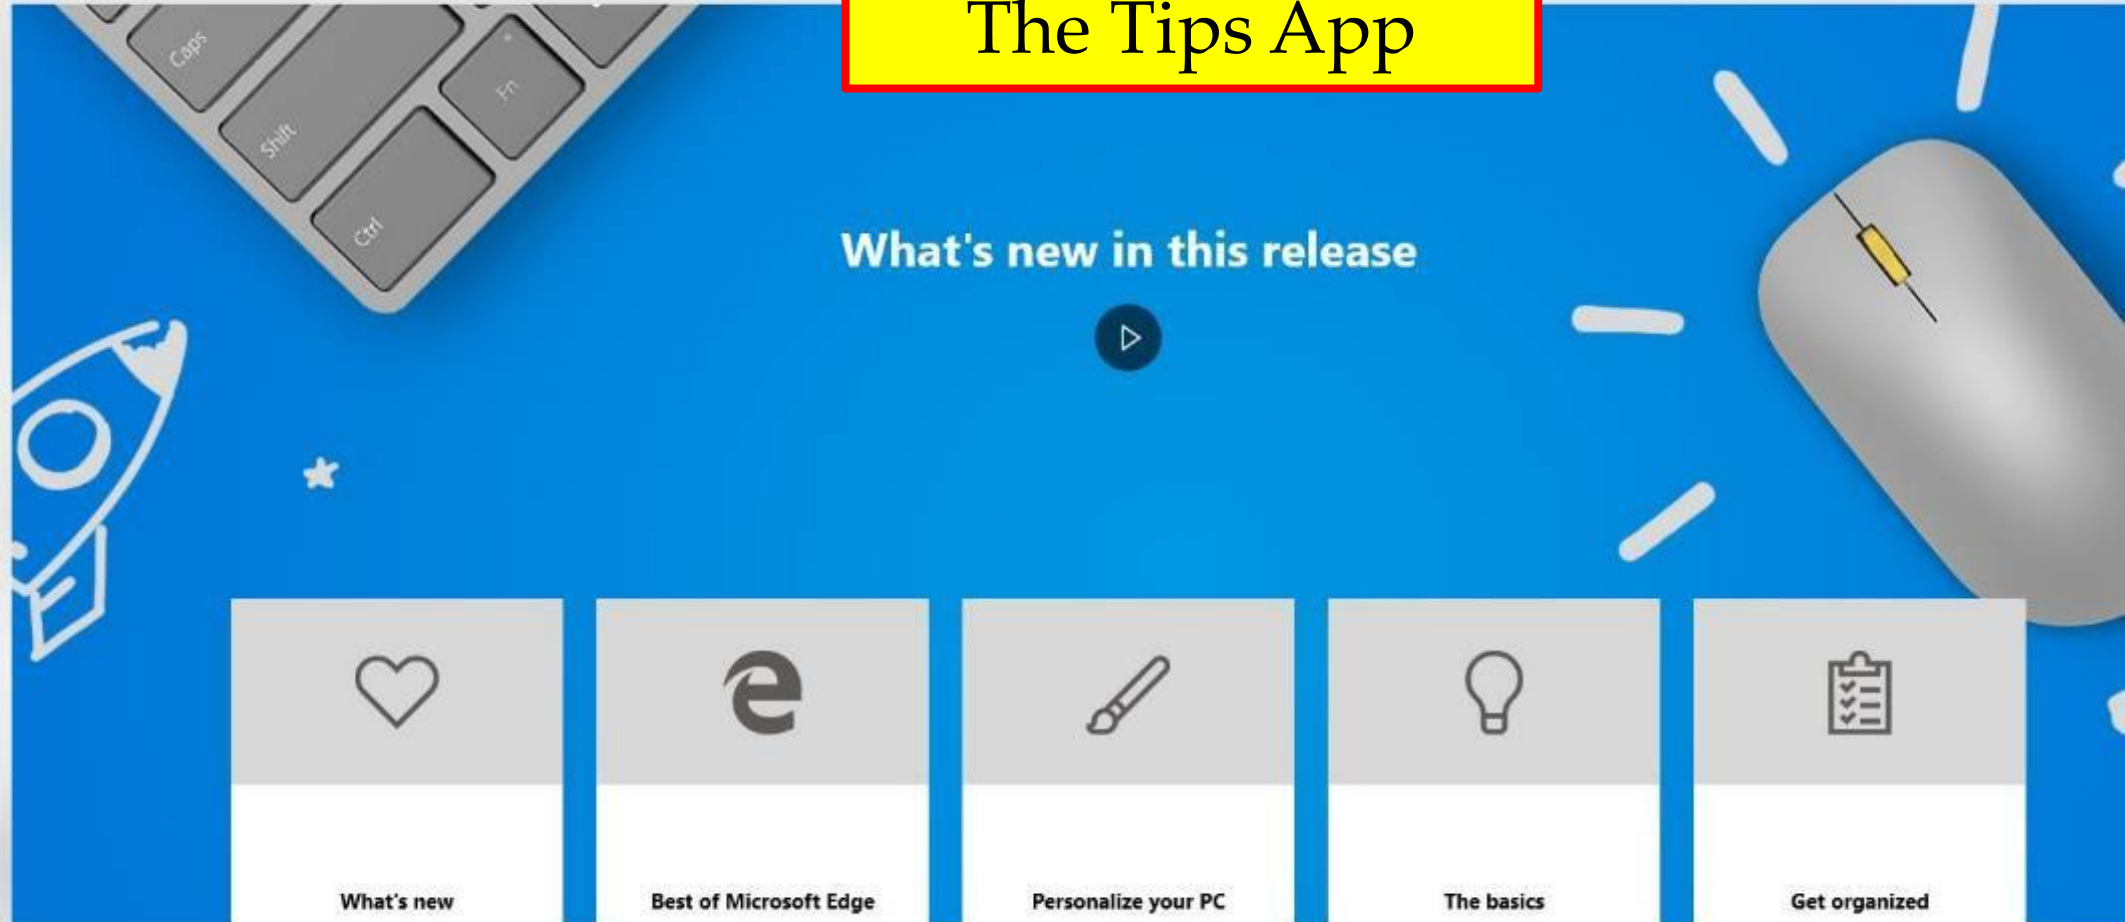 The Tips App
Caps
Shift
Fn
Ctrl
What's new in this release
What's new
Best of Microsoft Edge
Personalize your PC
The basics
Get organized